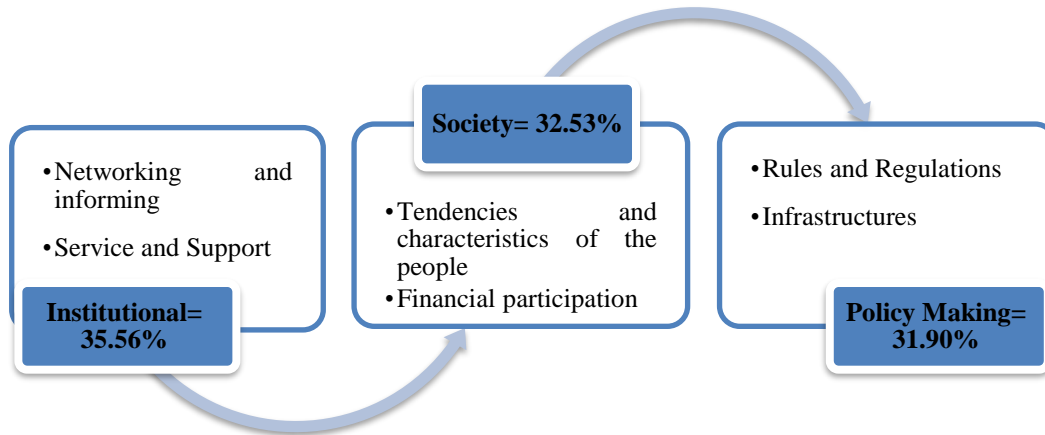 •Networking and
informing
•Service and Support
Institutional=
35.56%
Society= 32.53%
•Tendencies and
characteristics of the
people
•Financial participation
•Rules and Regulations
•Infrastructures
Policy Making=
31.90%